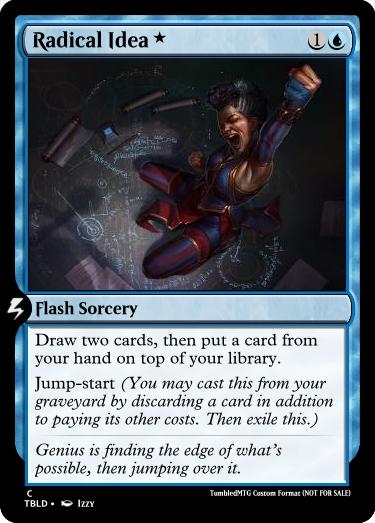 Radical Idea ★
1
Flash Sorcery
Draw two cards, then put a card from
your hand on top of your library.
Jump-start (You may cast this from your
graveyard by discarding a card in addition
to paying its other costs. Then exile this.)
Genius is finding the edge of what's
possible, then jumping over it.
C
TBLD • Izzy
TumbledMTG Custom Format (NOT FOR SALE)